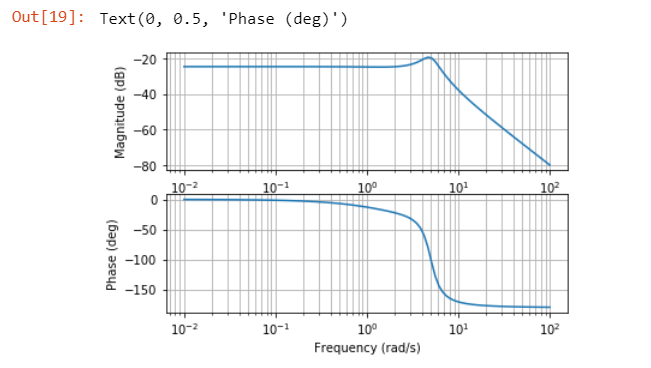 Out[19]: Text(0, 0.5, 'Phase (deg)')
Magnitude (dB)
−20
−40
−60
−80
10⁻² 10⁻¹ 10⁰ 10¹ 10²
Phase (deg)
0
−50
−100
−150
10⁻² 10⁻¹ 10⁰ 10¹ 10²
Frequency (rad/s)